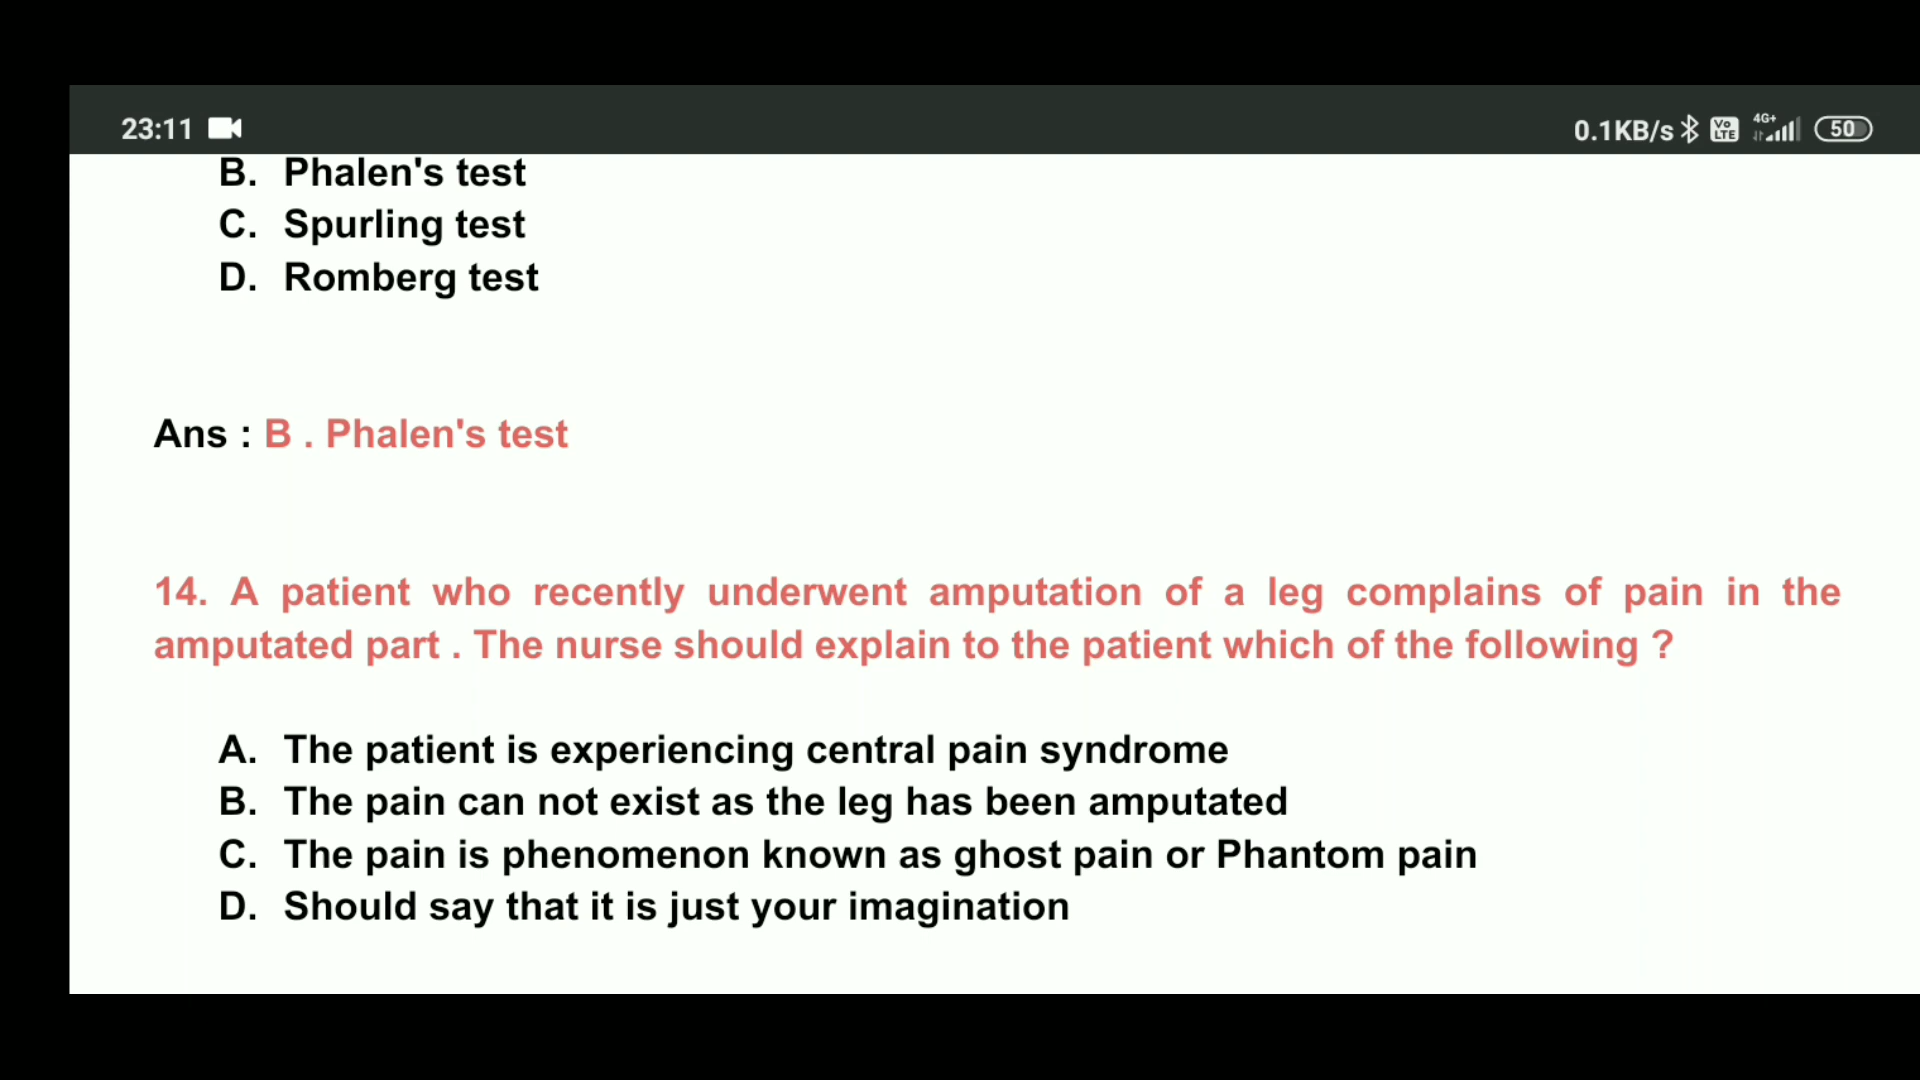 23:11 0.1KB/s Vo LTE 4G+ 50
B. Phalen's test
C. Spurling test
D. Romberg test
Ans : B . Phalen's test
14. A patient who recently underwent amputation of a leg complains of pain in the
amputated part . The nurse should explain to the patient which of the following ?
A. The patient is experiencing central pain syndrome
B. The pain can not exist as the leg has been amputated
C. The pain is phenomenon known as ghost pain or Phantom pain
D. Should say that it is just your imagination